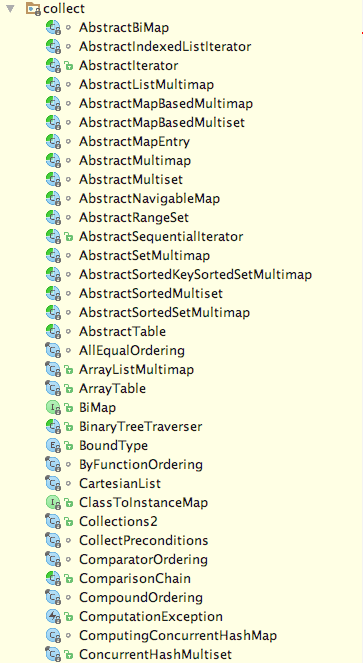 collect
AbstractBiMap
AbstractIndexedListIterator
AbstractIterator
AbstractListMultimap
AbstractMapBasedMultimap
AbstractMapBasedMultiset
AbstractMapEntry
AbstractMultimap
AbstractMultiset
AbstractNavigableMap
AbstractRangeSet
AbstractSequentialIterator
AbstractSetMultimap
AbstractSortedKeySortedSetMultimap
AbstractSortedMultiset
AbstractSortedSetMultimap
AbstractTable
AllEqualOrdering
ArrayListMultimap
ArrayTable
BiMap
BinaryTreeTraverser
BoundType
ByFunctionOrdering
CartesianList
ClassToInstanceMap
Collections2
CollectPreconditions
ComparatorOrdering
ComparisonChain
CompoundOrdering
ComputationException
ComputingConcurrentHashMap
ConcurrentHashMultiset